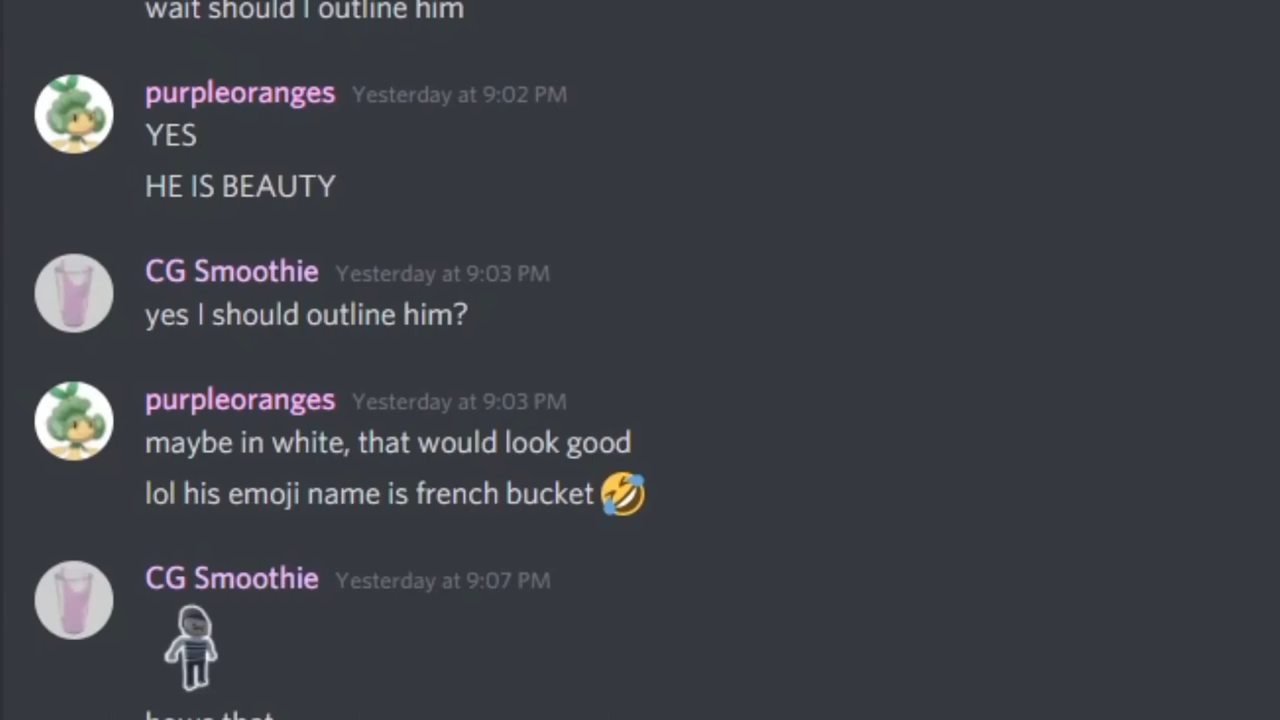 wait should I outline him
purpleoranges Yesterday at 9:02 PM
YES
HE IS BEAUTY
CG Smoothie Yesterday at 9:03 PM
yes I should outline him?
purpleoranges Yesterday at 9:03 PM
maybe in white, that would look good
lol his emoji name is french bucket 🤣
CG Smoothie Yesterday at 9:07 PM
hows that